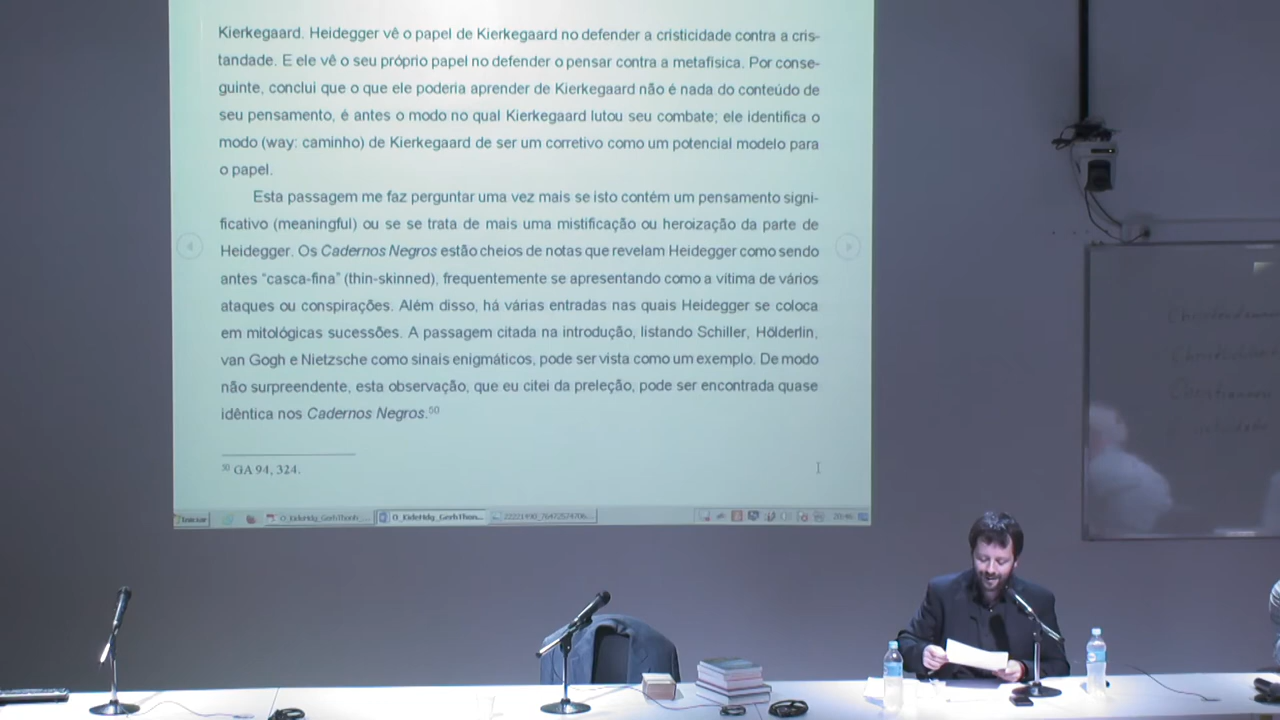 Kierkegaard. Heidegger vê o papel de Kierkegaard no defender a cristicidade contra a cris-
tandade. E ele vê o seu próprio papel no defender o pensar contra a metafísica. Por conse-
guinte, conclui que o que ele poderia aprender de Kierkegaard não é nada do conteúdo de
seu pensamento, é antes o modo no qual Kierkegaard lutou seu combate; ele identifica o
modo (way: caminho) de Kierkegaard de ser um corretivo como um potencial modelo para
o papel.
Esta passagem me faz perguntar uma vez mais se isto contém um pensamento signi-
ficativo (meaningful) ou se se trata de mais uma mistificação ou heroização da parte de
Heidegger. Os Cadernos Negros estão cheios de notas que revelam Heidegger como sendo
antes “casca-fina” (thin-skinned), frequentemente se apresentando como a vítima de vários
ataques ou conspirações. Além disso, há várias entradas nas quais Heidegger se coloca
em mitológicas sucessões. A passagem citada na introdução, listando Schiller, Hölderlin,
van Gogh e Nietzsche como sinais enigmáticos, pode ser vista como um exemplo. De modo
não surpreendente, esta observação, que eu citei da preleção, pode ser encontrada quase
idêntica nos Cadernos Negros.50
50 GA 94, 324.
Iniciar 20:46